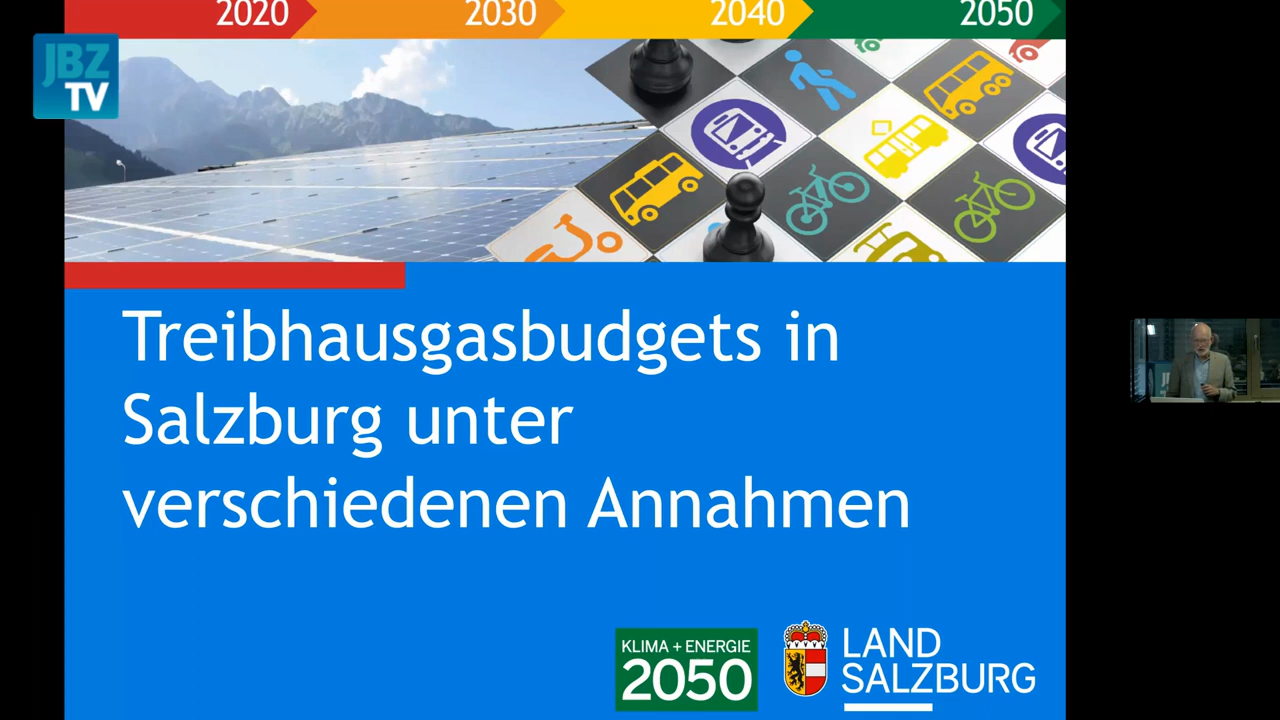 2020 2030 2040 2050
JBZ
TV
Treibhausgasbudgets in
Salzburg unter
verschiedenen Annahmen
KLIMA + ENERGIE
2050
LAND
SALZBURG